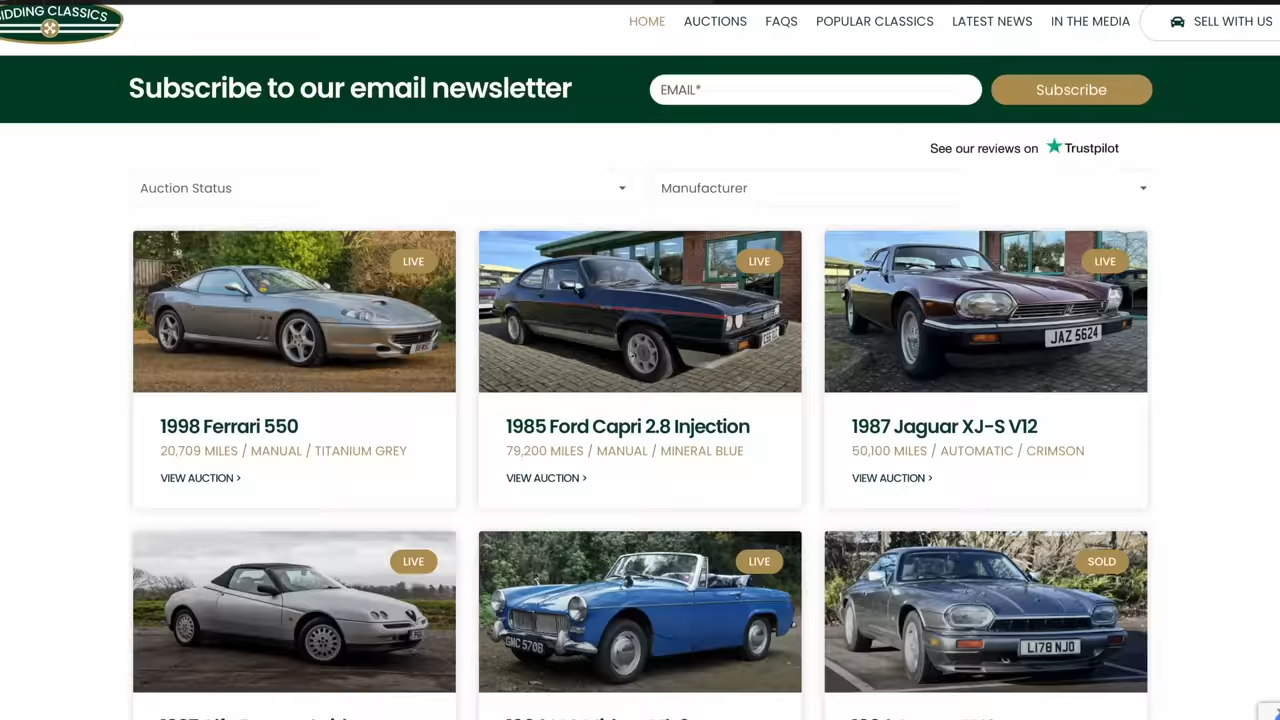 BIDDING CLASSICS
HOME AUCTIONS FAQS POPULAR CLASSICS LATEST NEWS IN THE MEDIA SELL WITH US
Subscribe to our email newsletter
EMAIL*
Subscribe
See our reviews on Trustpilot
Auction Status
Manufacturer
LIVE
1998 Ferrari 550
20,709 MILES / MANUAL / TITANIUM GREY
VIEW AUCTION >
LIVE
1985 Ford Capri 2.8 Injection
79,200 MILES / MANUAL / MINERAL BLUE
VIEW AUCTION >
LIVE
JAZ 5624
1987 Jaguar XJ-S V12
50,100 MILES / AUTOMATIC / CRIMSON
VIEW AUCTION >
LIVE
LIVE
GMC 570B
SOLD
L178 NJO